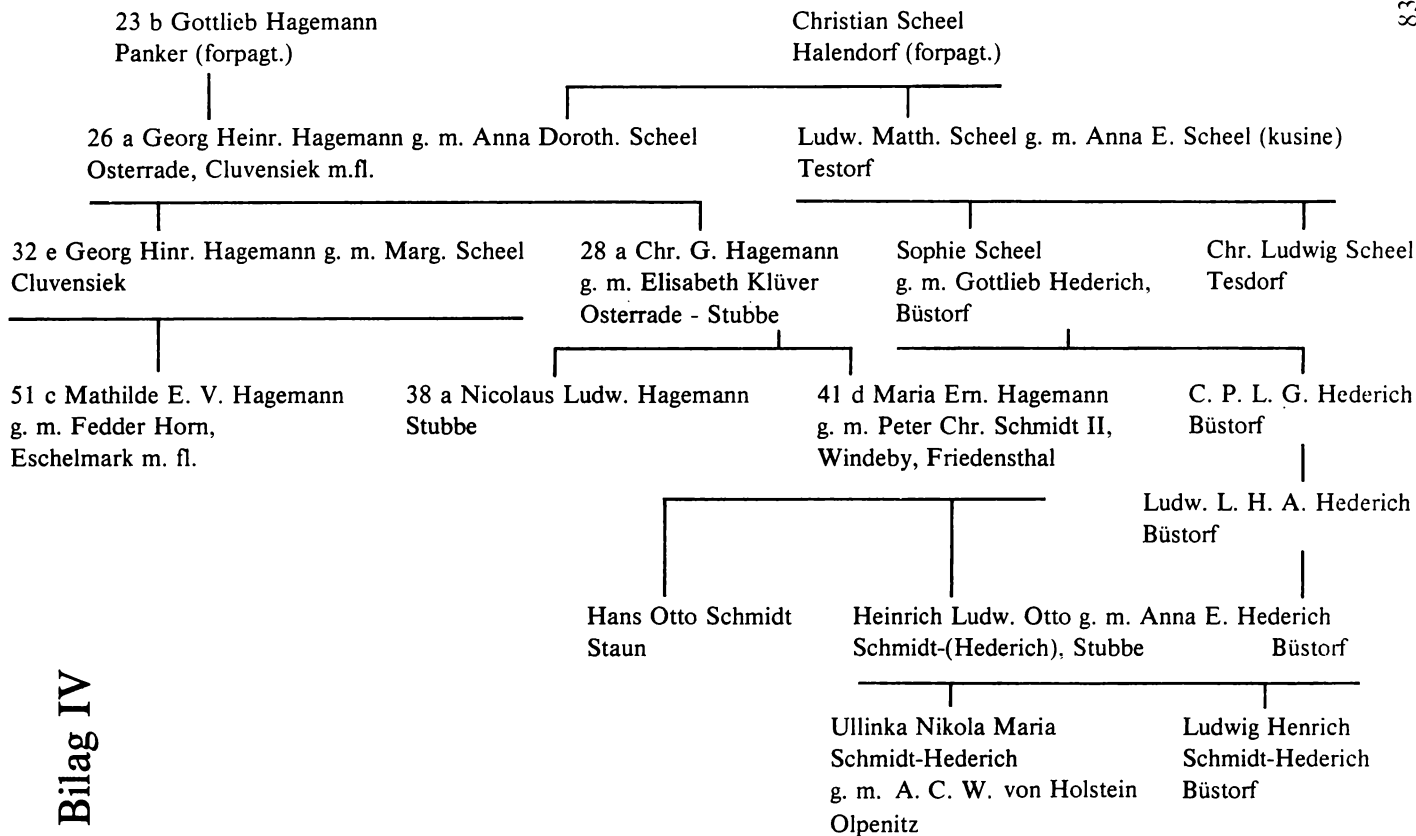 83
23 b Gottlieb Hagemann
Panker (forpagt.)
Christian Scheel
Halendorf (forpagt.)
26 a Georg Heinr. Hagemann g. m. Anna Doroth. Scheel
Osterrade, Cluvensiek m.fl.
Ludw. Matth. Scheel g. m. Anna E. Scheel (kusine)
Testorf
32 e Georg Hinr. Hagemann g. m. Marg. Scheel
Cluvensiek
28 a Chr. G. Hagemann
g. m. Elisabeth Klüver
Osterrade - Stubbe
Sophie Scheel
g. m. Gottlieb Hederich,
Büstorf
Chr. Ludwig Scheel
Tesdorf
51 c Mathilde E. V. Hagemann
g. m. Fedder Horn,
Eschelmark m. fl.
38 a Nicolaus Ludw. Hagemann
Stubbe
41 d Maria Ern. Hagemann
g. m. Peter Chr. Schmidt II,
Windeby, Friedensthal
C. P. L. G. Hederich
Büstorf
Ludw. L. H. A. Hederich
Büstorf
Hans Otto Schmidt
Staun
Heinrich Ludw. Otto g. m. Anna E. Hederich
Schmidt-(Hederich), Stubbe Büstorf
Ullinka Nikola Maria
Schmidt-Hederich
g. m. A. C. W. von Holstein
Olpenitz
Ludwig Henrich
Schmidt-Hederich
Büstorf
Bilag IV